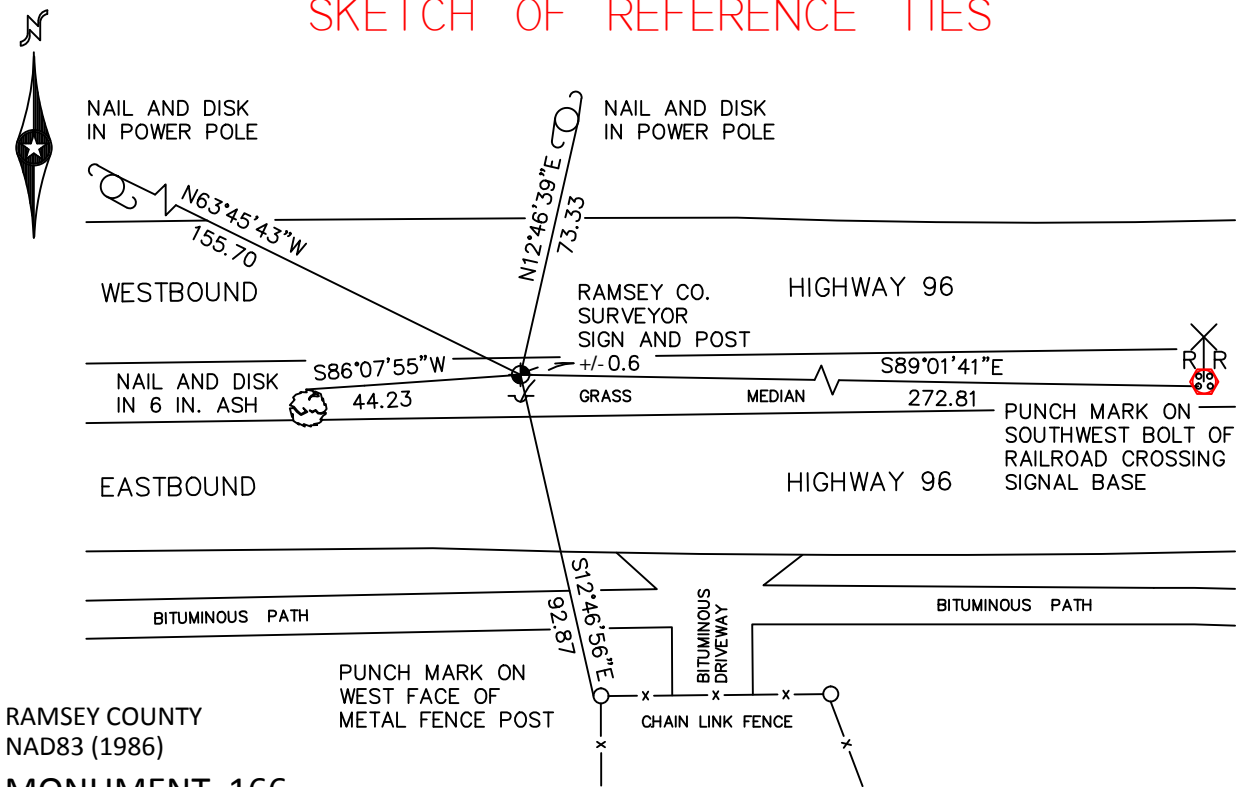 SKETCH OF REFERENCE TIES
N
NAIL AND DISK
IN POWER POLE
NAIL AND DISK
IN POWER POLE
N63°45'43"W
155.70
N12°46'39"E
73.33
WESTBOUND
HIGHWAY 96
RAMSEY CO.
SURVEYOR
SIGN AND POST
+/-0.6
S86°07'55"W
44.23
NAIL AND DISK
IN 6 IN. ASH
GRASS MEDIAN
S89°01'41"E
272.81
R R
PUNCH MARK ON
SOUTHWEST BOLT OF
RAILROAD CROSSING
SIGNAL BASE
EASTBOUND
HIGHWAY 96
S12°46'56"E
92.87
BITUMINOUS PATH
BITUMINOUS
DRIVEWAY
BITUMINOUS PATH
PUNCH MARK ON
WEST FACE OF
METAL FENCE POST
x x x
CHAIN LINK FENCE
x x
RAMSEY COUNTY
NAD83 (1986)
MONUMENT 166